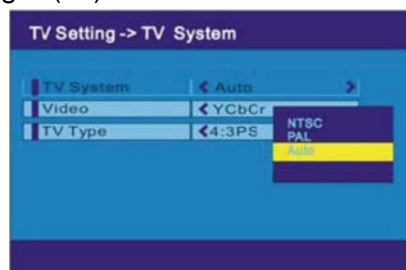 TV Setting -> TV System
TV System < Auto >
Video < YCbCr
TV Type < 4:3PS
NTSC
PAL
Auto